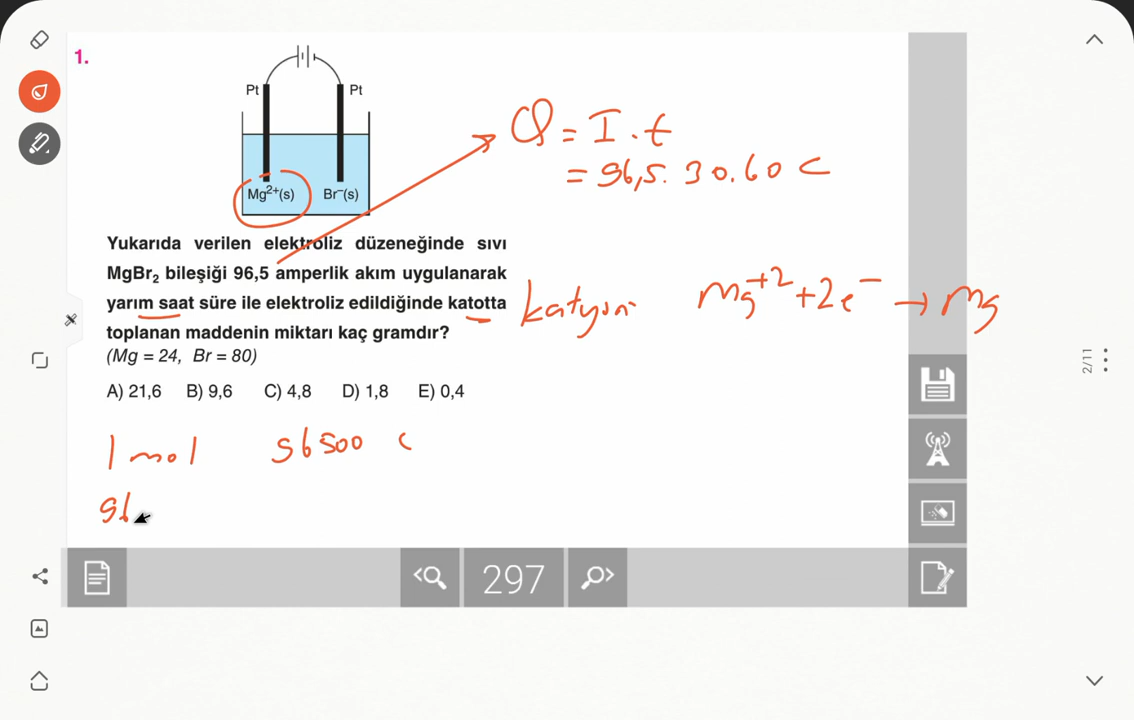 1.
Pt Pt
Mg²⁺(s) Br⁻(s)
Q = I.t
= 96,5.30.60 C
Yukarıda verilen elektroliz düzeneğinde sıvı
MgBr₂ bileşiği 96,5 amperlik akım uygulanarak
yarım saat süre ile elektroliz edildiğinde katotta
toplanan maddenin miktarı kaç gramdır?
(Mg = 24, Br = 80)
katyon Mg⁺² + 2e⁻ → Mg
A) 21,6 B) 9,6 C) 4,8 D) 1,8 E) 0,4
1 mol 96500 C
96
297
2/11